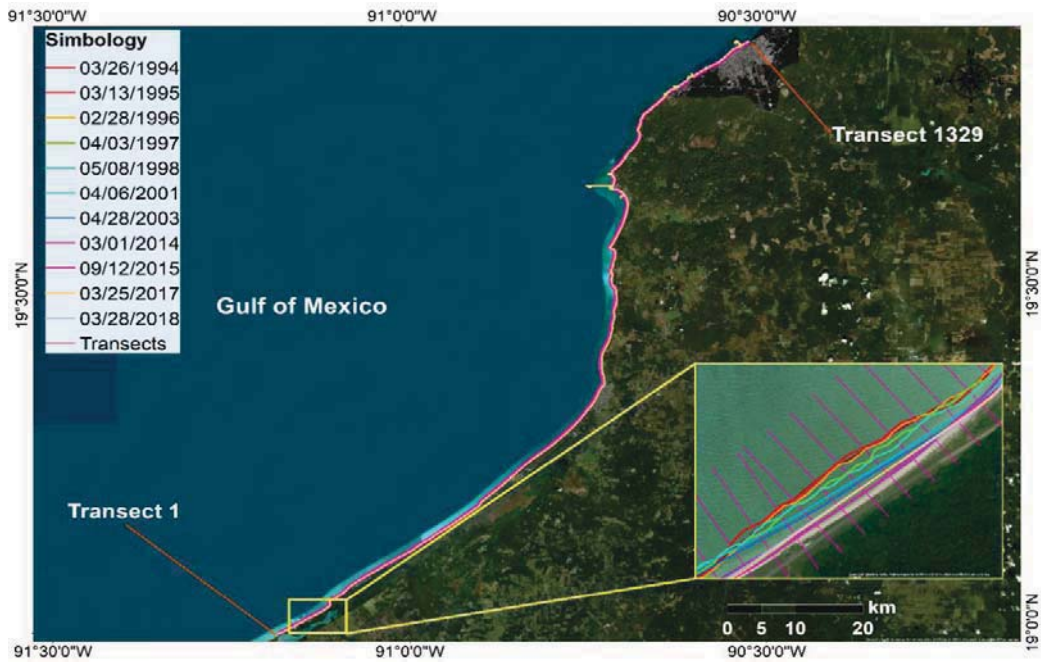 91°30'0"W 91°0'0"W 90°30'0"W
Simbology
03/26/1994
03/13/1995
02/28/1996
04/03/1997
05/08/1998
04/06/2001
04/28/2003
03/01/2014
09/12/2015
03/25/2017
03/28/2018
Transects
Transect 1329
19°30'0"N
Gulf of Mexico
19°30'0"N
Transect 1
km
0 5 10 20
19°0'0"N
91°30'0"W 91°0'0"W 90°30'0"W